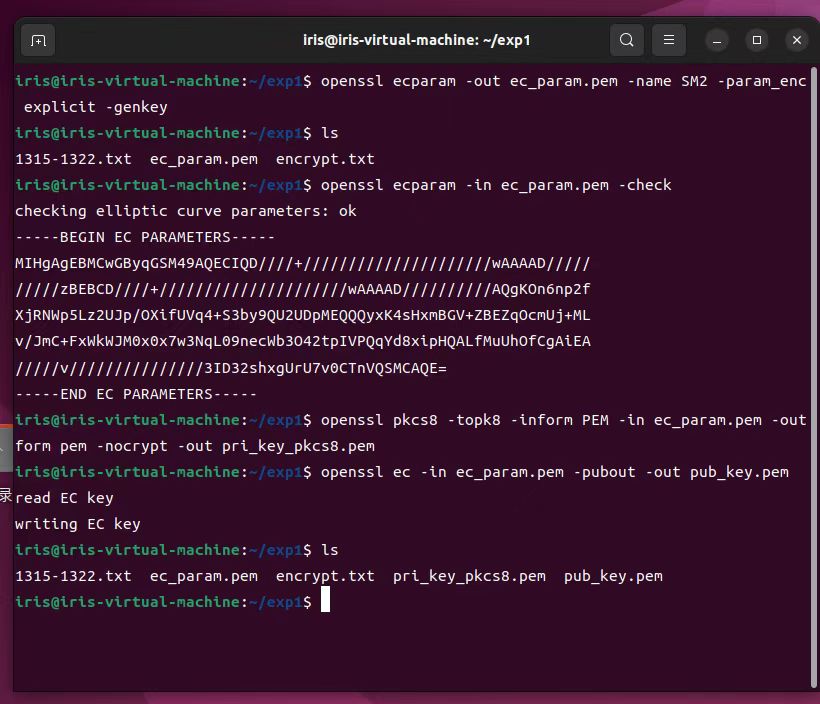 iris@iris-virtual-machine: ~/exp1
iris@iris-virtual-machine:~/exp1$ openssl ecparam -out ec_param.pem -name SM2 -param_enc
explicit -genkey
iris@iris-virtual-machine:~/exp1$ ls
1315-1322.txt  ec_param.pem  encrypt.txt
iris@iris-virtual-machine:~/exp1$ openssl ecparam -in ec_param.pem -check
checking elliptic curve parameters: ok
-----BEGIN EC PARAMETERS-----
MIHgAgEBMCwGByqGSM49AQECIQD////+/////////////////////wAAAAD/////
/////zBEBCD////+/////////////////////wAAAAD//////////AQgKOn6np2f
XjRNWp5Lz2UJp/OXifUVq4+S3by9QU2UDpMEQQQyxK4sHxmBGV+ZBEZqOcmUj+ML
v/JmC+FxWkWJM0x0x7w3NqL09necWb3O42tpIVPQqYd8xipHQALfMuUhOfCgAiEA
/////v///////////////3ID32shxgUrU7v0CTnVQSMCAQE=
-----END EC PARAMETERS-----
iris@iris-virtual-machine:~/exp1$ openssl pkcs8 -topk8 -inform PEM -in ec_param.pem -out
form pem -nocrypt -out pri_key_pkcs8.pem
iris@iris-virtual-machine:~/exp1$ openssl ec -in ec_param.pem -pubout -out pub_key.pem
录
read EC key
writing EC key
iris@iris-virtual-machine:~/exp1$ ls
1315-1322.txt  ec_param.pem  encrypt.txt  pri_key_pkcs8.pem  pub_key.pem
iris@iris-virtual-machine:~/exp1$